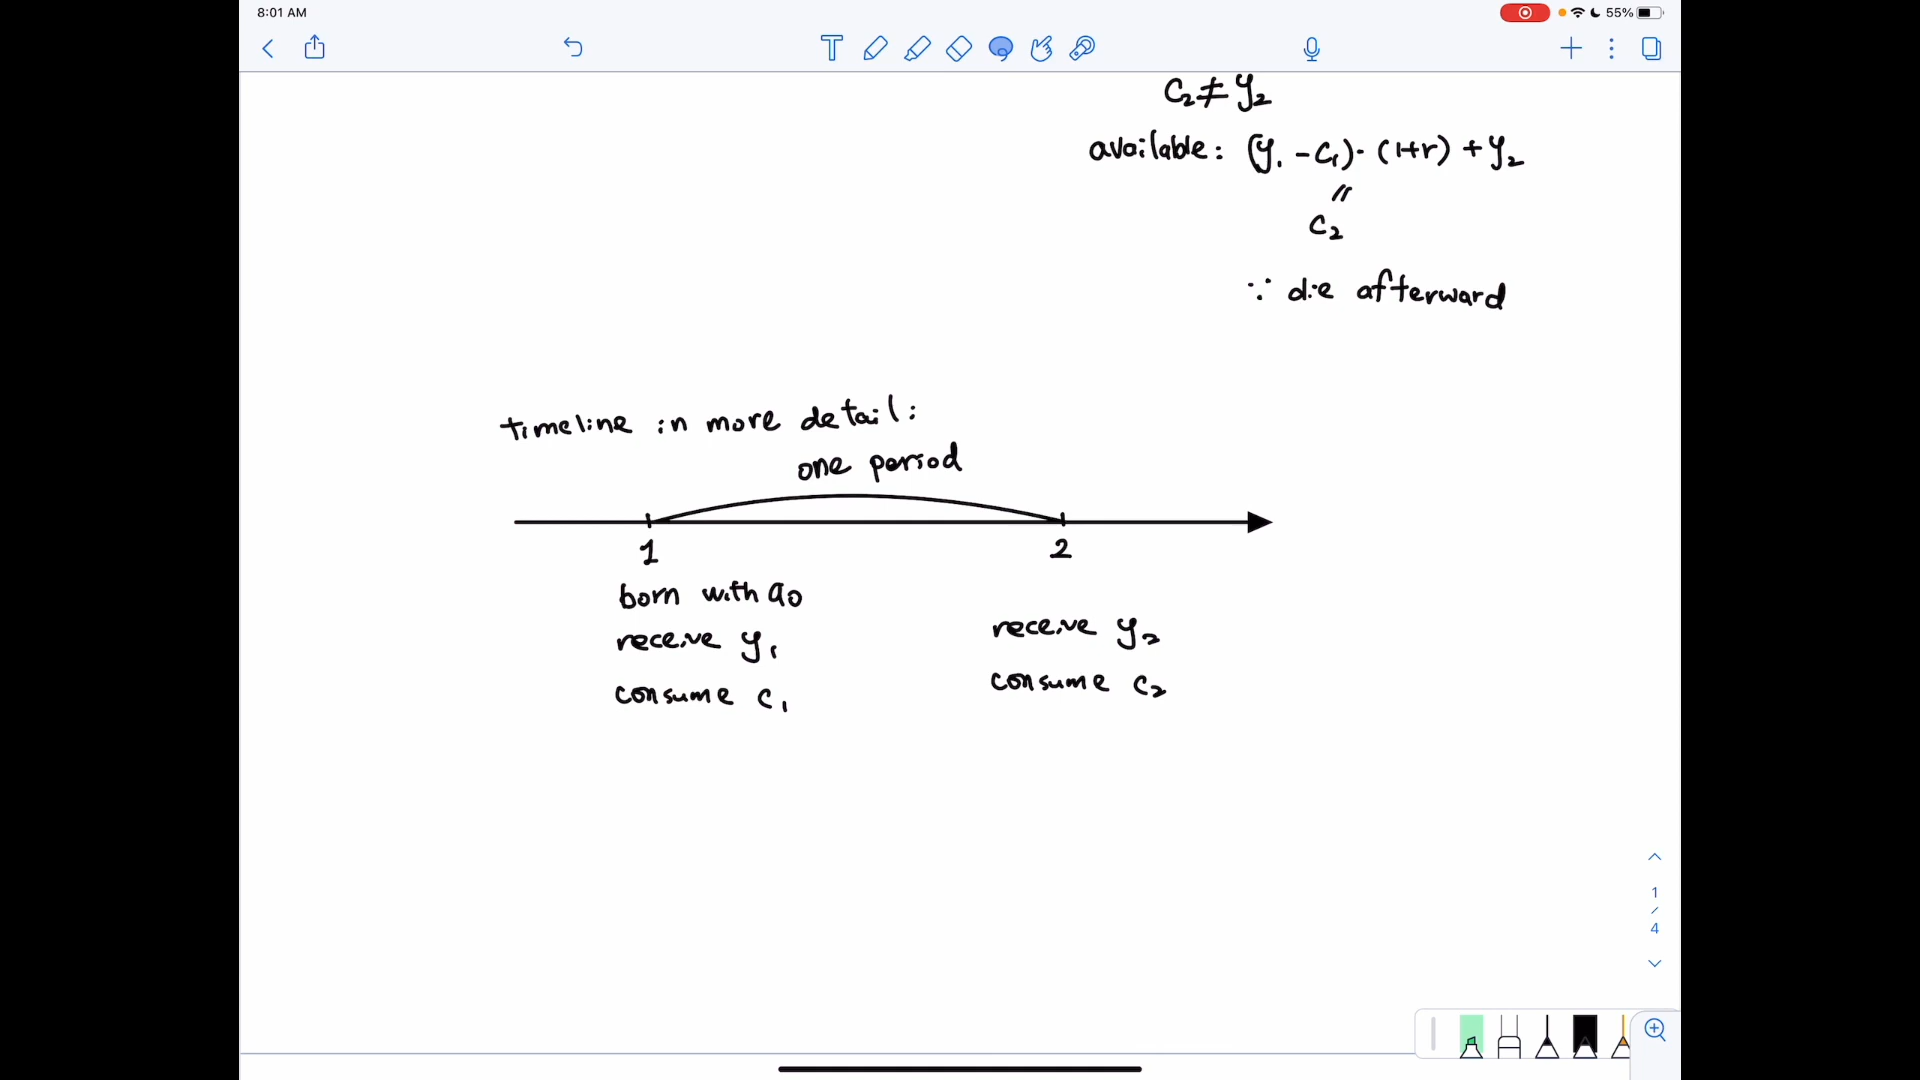 8:01 AM
55%
C₂ ≠ y₂
available: (y₁ - c₁) · (1+r) + y₂
〃
C₂
∵ die afterward
timeline in more detail:
one period
1 2
born with a₀
receive y₁ receive y₂
consume c₁ consume c₂
1
/
4